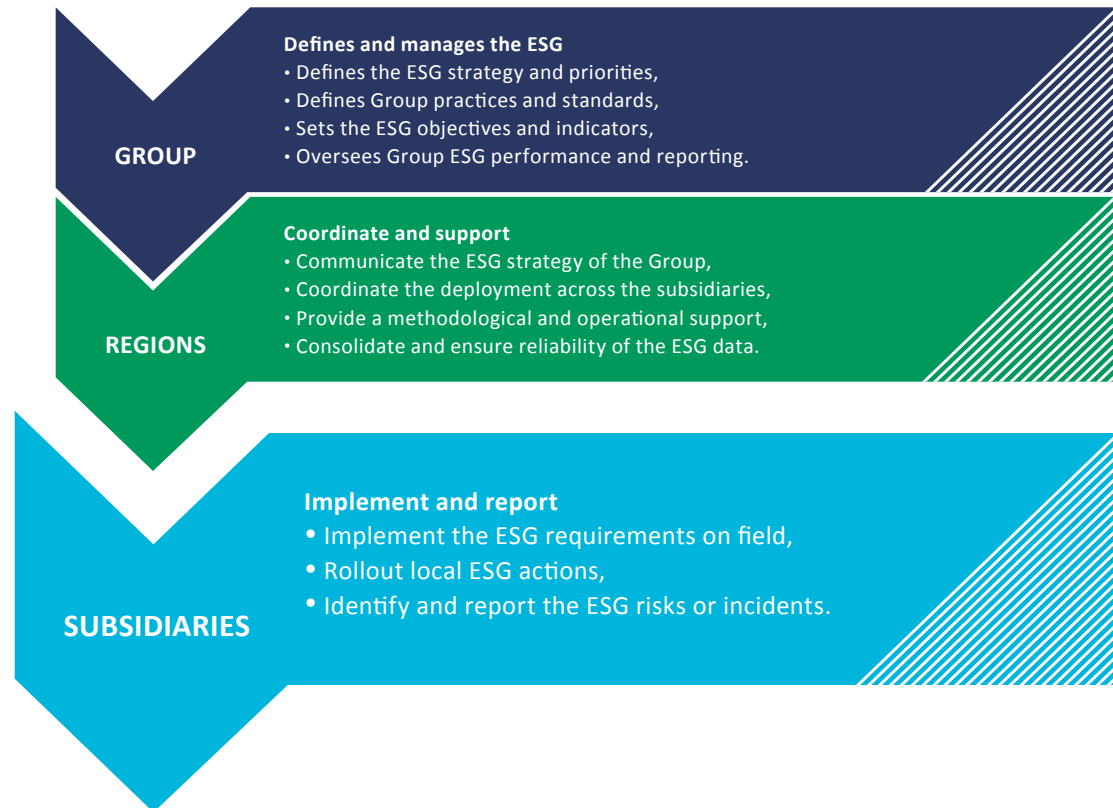 Defines and manages the ESG
• Defines the ESG strategy and priorities,
• Defines Group practices and standards,
• Sets the ESG objectives and indicators,
• Oversees Group ESG performance and reporting.
GROUP
Coordinate and support
• Communicate the ESG strategy of the Group,
• Coordinate the deployment across the subsidiaries,
• Provide a methodological and operational support,
• Consolidate and ensure reliability of the ESG data.
REGIONS
Implement and report
• Implement the ESG requirements on field,
• Rollout local ESG actions,
• Identify and report the ESG risks or incidents.
SUBSIDIARIES